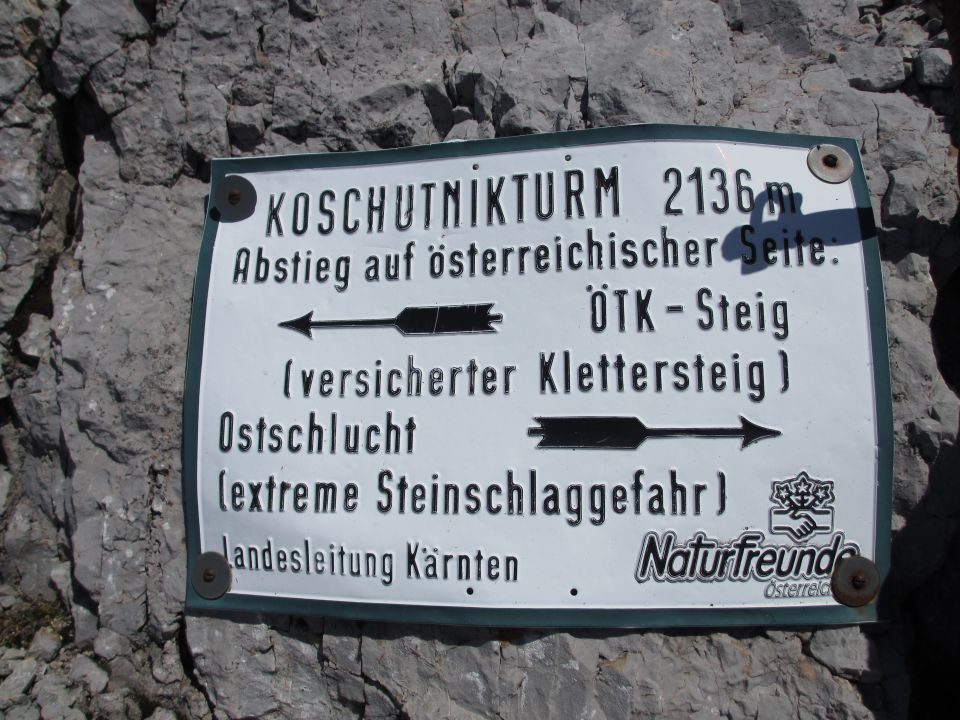 KOSCHUTNIKTURM 2136 m
Abstieg auf österreichischer Seite:
ÖTK - Steig
(versicherter Klettersteig)
Ostschlucht
(extreme Steinschlaggefahr)
Landesleitung Kärnten
Naturfreunde
Österreich